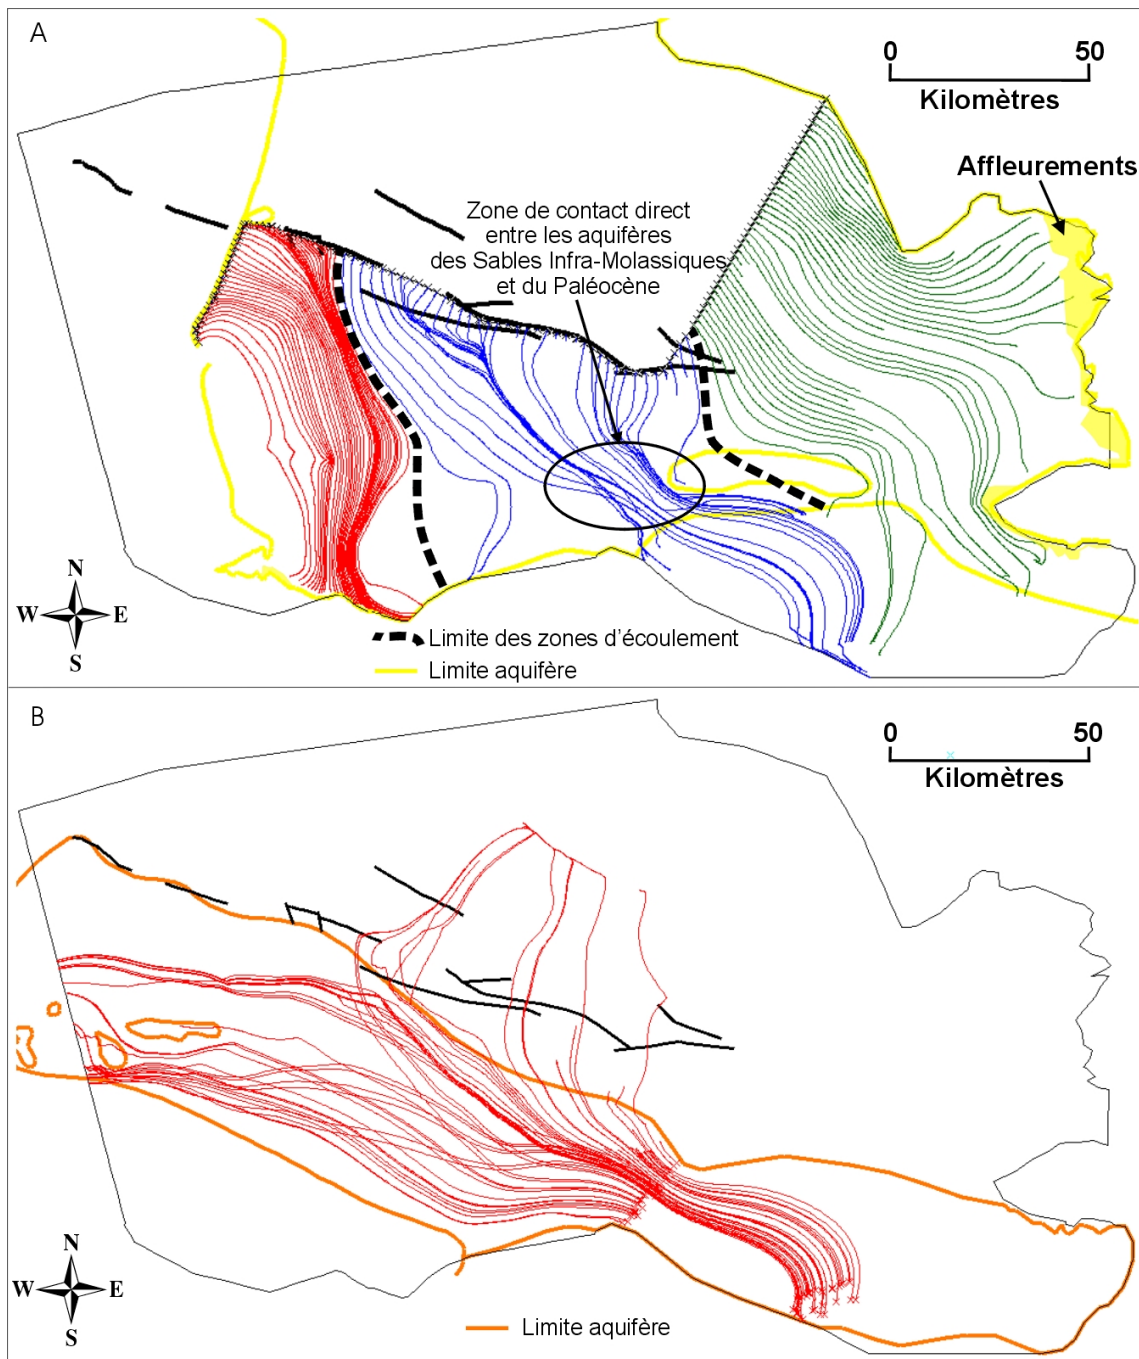 A
0 50
Kilomètres
Affleurements
Zone de contact direct
entre les aquifères
des Sables Infra-Molassiques
et du Paléocène
N
W E
S
Limite des zones d'écoulement
Limite aquifère
B
0 50
Kilomètres
N
W E
S
Limite aquifère